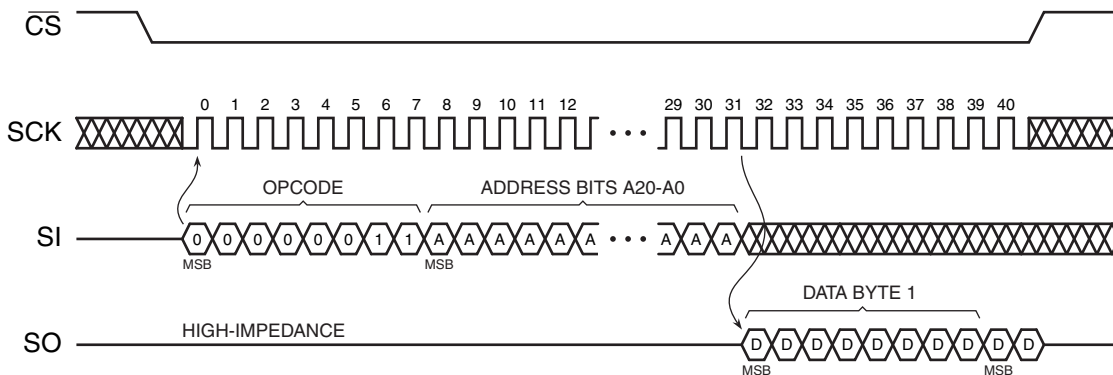 CS
0 1 2 3 4 5 6 7 8 9 10 11 12 29 30 31 32 33 34 35 36 37 38 39 40
SCK
OPCODE ADDRESS BITS A20-A0
SI 0 0 0 0 0 0 1 1 A A A A A A A A A
MSB MSB
DATA BYTE 1
HIGH-IMPEDANCE
SO D D D D D D D D D D
MSB MSB